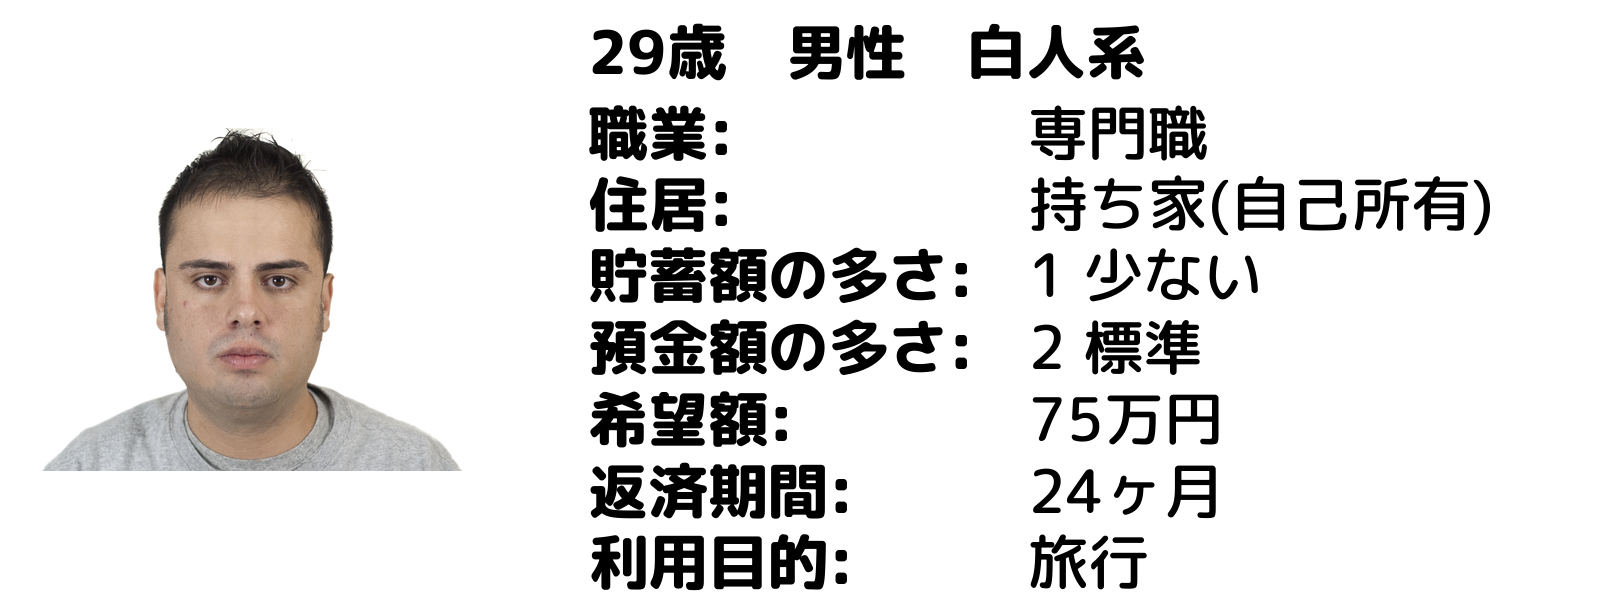 29歳　男性　白人系
職業:　専門職
住居:　持ち家(自己所有)
貯蓄額の多さ:　1 少ない
預金額の多さ:　2 標準
希望額:　75万円
返済期間:　24ヶ月
利用目的:　旅行